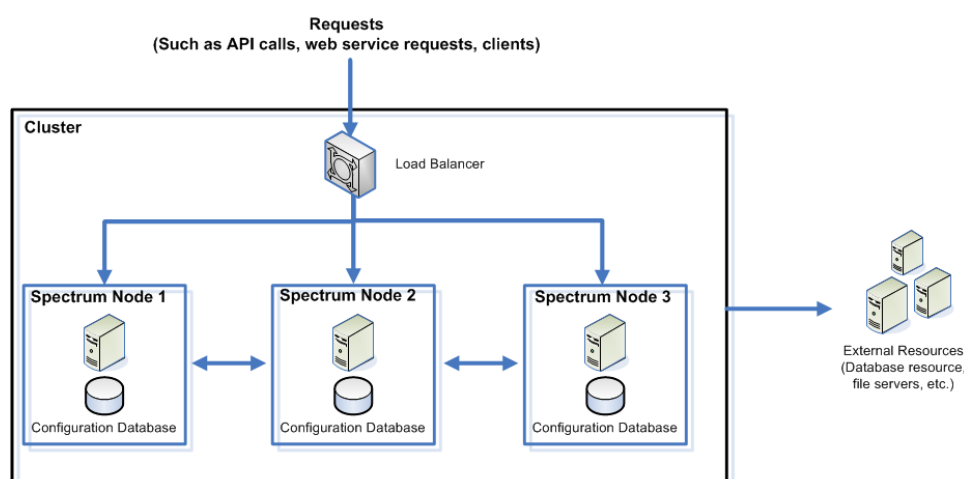 Requests
(Such as API calls, web service requests, clients)
Cluster
Load Balancer
Spectrum Node 1
Spectrum Node 2
Spectrum Node 3
Configuration Database
Configuration Database
Configuration Database
External Resources
(Database resource,
file servers, etc.)